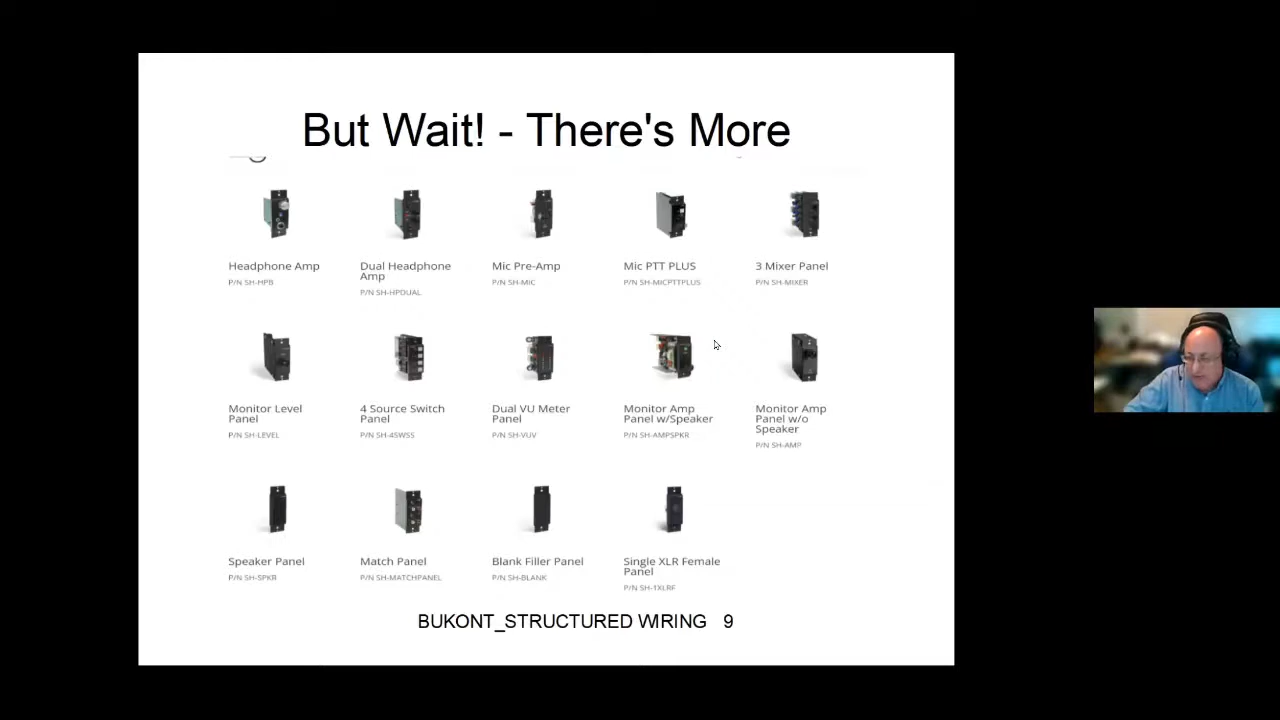 But Wait! - There's More
Headphone Amp
P/N SH-HPB
Dual Headphone
Amp
P/N SH-HPDUAL
Mic Pre-Amp
P/N SH-MIC
Mic PTT PLUS
P/N SH-MICPTTPLUS
3 Mixer Panel
P/N SH-MIXER
Monitor Level
Panel
P/N SH-LEVEL
4 Source Switch
Panel
P/N SH-4SWSS
Dual VU Meter
Panel
P/N SH-VUV
Monitor Amp
Panel w/Speaker
P/N SH-AMPSPKR
Monitor Amp
Panel w/o
Speaker
P/N SH-AMP
Speaker Panel
P/N SH-SPKR
Match Panel
P/N SH-MATCHPANEL
Blank Filler Panel
P/N SH-BLANK
Single XLR Female
Panel
P/N SH-1XLRF
BUKONT_STRUCTURED WIRING 9